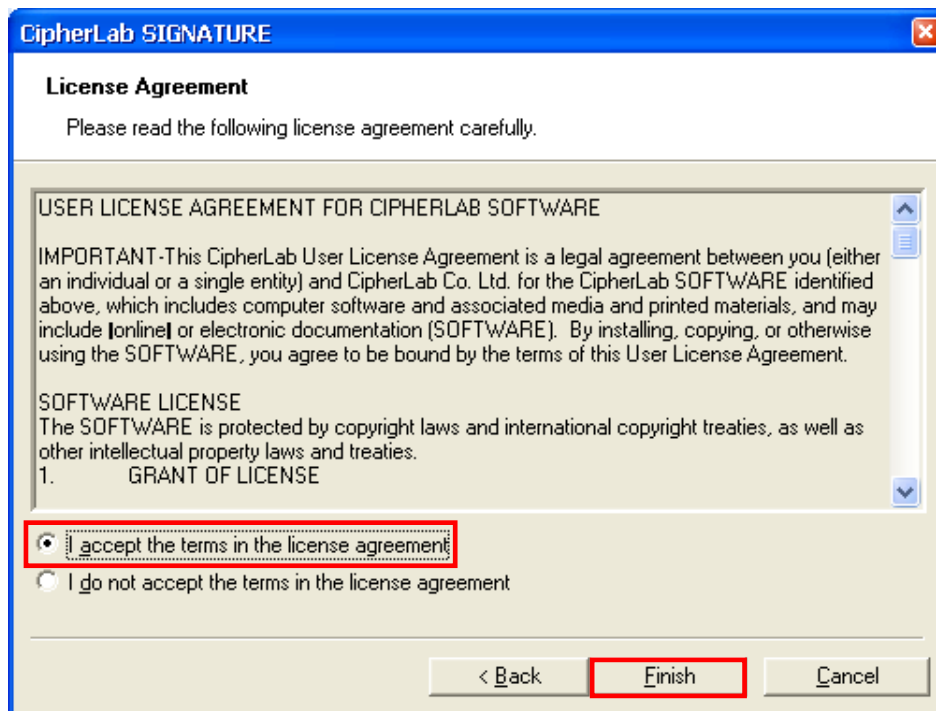 CipherLab SIGNATURE
License Agreement
Please read the following license agreement carefully.
USER LICENSE AGREEMENT FOR CIPHERLAB SOFTWARE
IMPORTANT-This CipherLab User License Agreement is a legal agreement between you (either
an individual or a single entity) and CipherLab Co. Ltd. for the CipherLab SOFTWARE identified
above, which includes computer software and associated media and printed materials, and may
include |online| or electronic documentation (SOFTWARE).  By installing, copying, or otherwise
using the SOFTWARE, you agree to be bound by the terms of this User License Agreement.
SOFTWARE LICENSE
The SOFTWARE is protected by copyright laws and international copyright treaties, as well as
other intellectual property laws and treaties.
1. GRANT OF LICENSE
I accept the terms in the license agreement
I do not accept the terms in the license agreement
< Back Finish Cancel